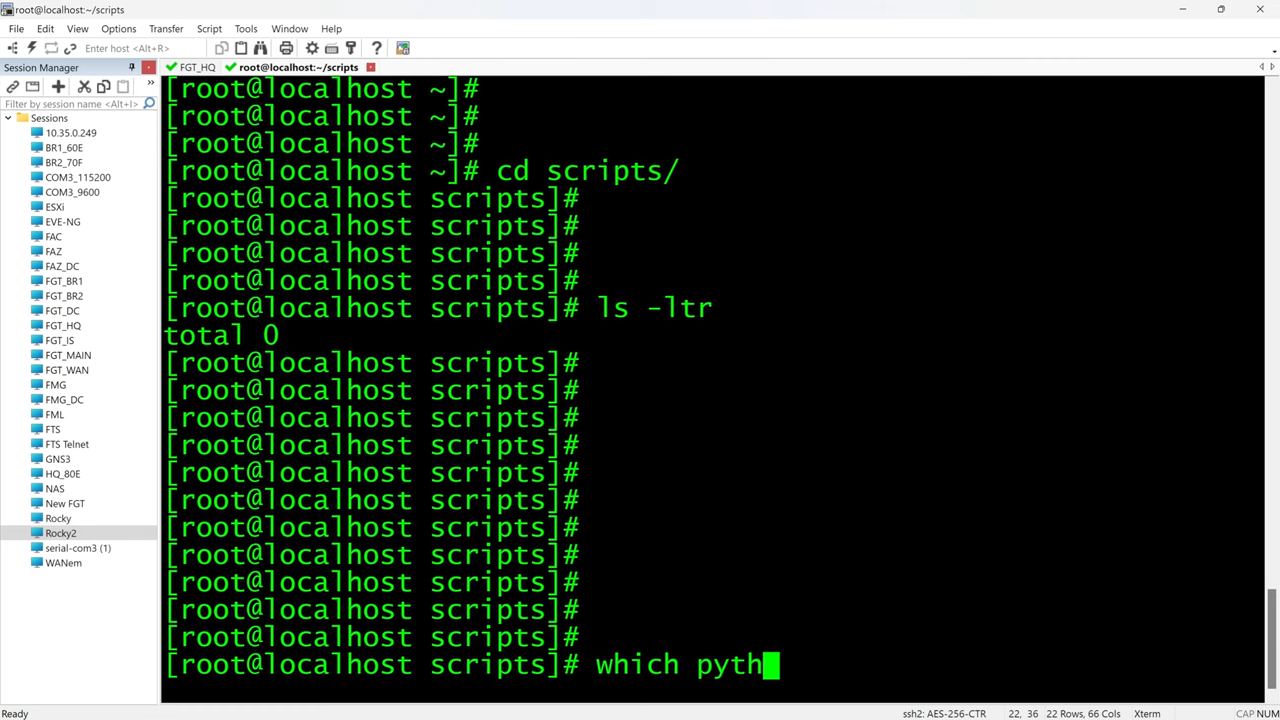 root@localhost:~/scripts
File Edit View Options Transfer Script Tools Window Help
Enter host <Alt+R>
Session Manager
FGT_HQ
root@localhost:~/scripts
Filter by session name <Alt+I>
Sessions
10.35.0.249
BR1_60E
BR2_70F
COM3_115200
COM3_9600
ESXi
EVE-NG
FAC
FAZ
FAZ_DC
FGT_BR1
FGT_BR2
FGT_DC
FGT_HQ
FGT_IS
FGT_MAIN
FGT_WAN
FMG
FMG_DC
FML
FTS
FTS Telnet
GNS3
HQ_80E
NAS
New FGT
Rocky
Rocky2
serial-com3 (1)
WANem
[root@localhost ~]#
[root@localhost ~]#
[root@localhost ~]#
[root@localhost ~]# cd scripts/
[root@localhost scripts]#
[root@localhost scripts]#
[root@localhost scripts]#
[root@localhost scripts]#
[root@localhost scripts]# ls -ltr
total 0
[root@localhost scripts]#
[root@localhost scripts]#
[root@localhost scripts]#
[root@localhost scripts]#
[root@localhost scripts]#
[root@localhost scripts]#
[root@localhost scripts]#
[root@localhost scripts]#
[root@localhost scripts]#
[root@localhost scripts]#
[root@localhost scripts]#
[root@localhost scripts]# which pyth
Ready
ssh2: AES-256-CTR
22, 36
22 Rows, 66 Cols
Xterm
CAP NUM